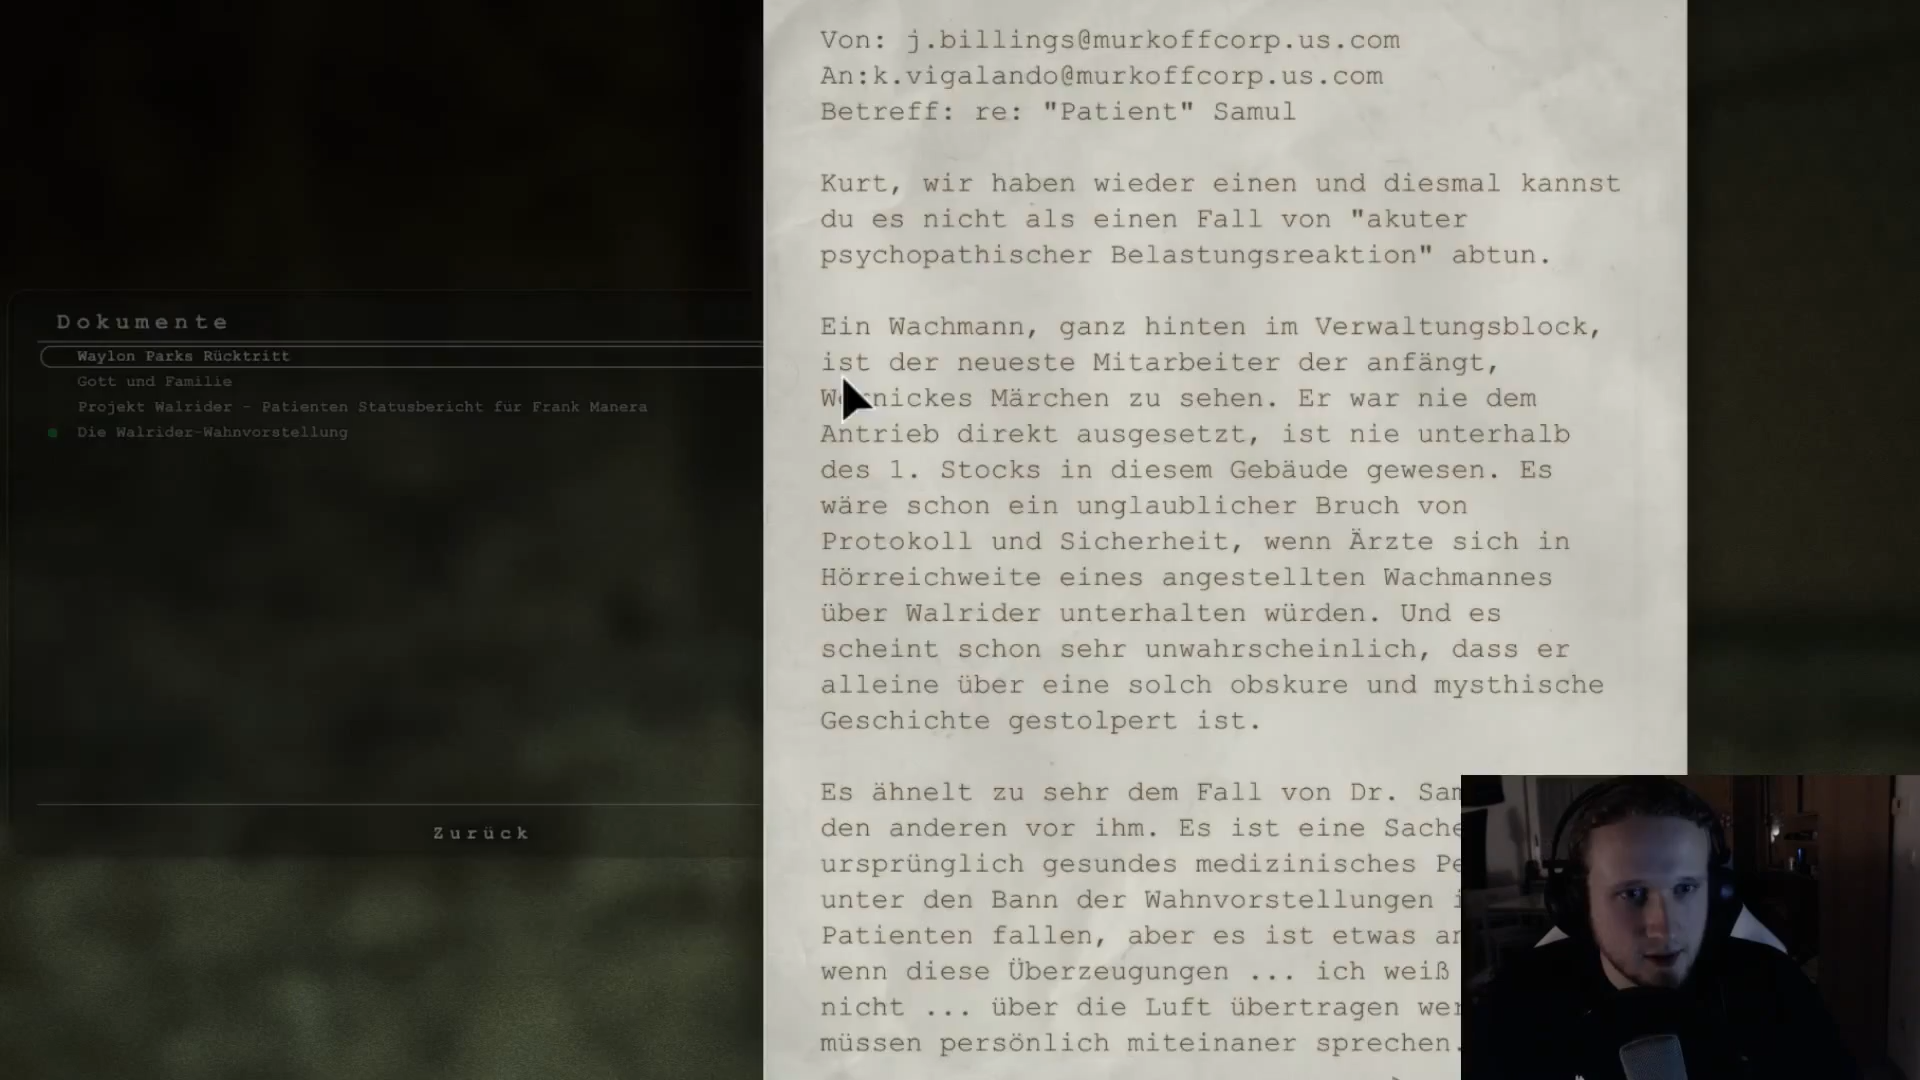 Dokumente
Waylon Parks Rücktritt
Gott und Familie
Projekt Walrider - Patienten Statusbericht für Frank Manera
Die Walrider-Wahnvorstellung
Zurück
Von: j.billings@murkoffcorp.us.com
An:k.vigalando@murkoffcorp.us.com
Betreff: re: "Patient" Samul
Kurt, wir haben wieder einen und diesmal kannst
du es nicht als einen Fall von "akuter
psychopathischer Belastungsreaktion" abtun.
Ein Wachmann, ganz hinten im Verwaltungsblock,
ist der neueste Mitarbeiter der anfängt,
Märchen zu sehen. Er war nie dem
Antrieb direkt ausgesetzt, ist nie unterhalb
des 1. Stocks in diesem Gebäude gewesen. Es
wäre schon ein unglaublicher Bruch von
Protokoll und Sicherheit, wenn Ärzte sich in
Hörreichweite eines angestellten Wachmannes
über Walrider unterhalten würden. Und es
scheint schon sehr unwahrscheinlich, dass er
alleine über eine solch obskure und mysthische
Geschichte gestolpert ist.
Es ähnelt zu sehr dem Fall von Dr.
den anderen vor ihm. Es ist eine Sache
ursprünglich gesundes medizinisches
unter den Bann der Wahnvorstellungen
Patienten fallen, aber es ist etwas
wenn diese Überzeugungen ... ich weiß
nicht ... über die Luft übertragen
müssen persönlich miteinaner sprechen.